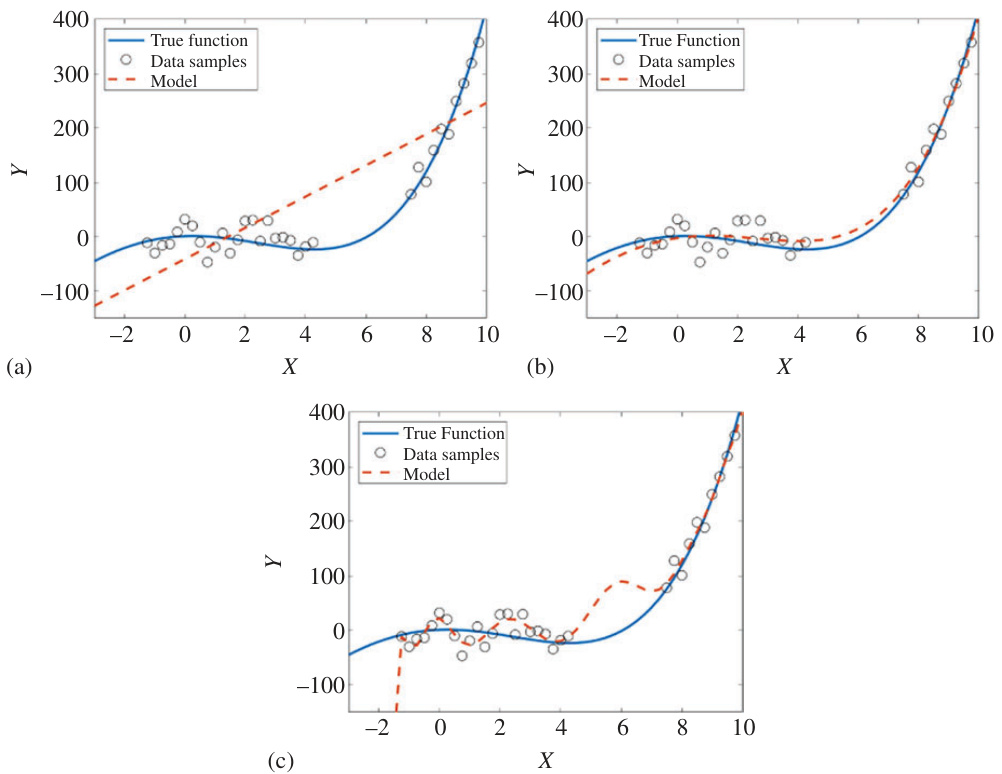 400
300
200
100
0
–100
Y
True function
Data samples
Model
–2 0 2 4 6 8 10
X
(a)
400
300
200
100
0
–100
Y
True Function
Data samples
Model
–2 0 2 4 6 8 10
X
(b)
400
300
200
100
0
–100
Y
True Function
Data samples
Model
–2 0 2 4 6 8 10
X
(c)